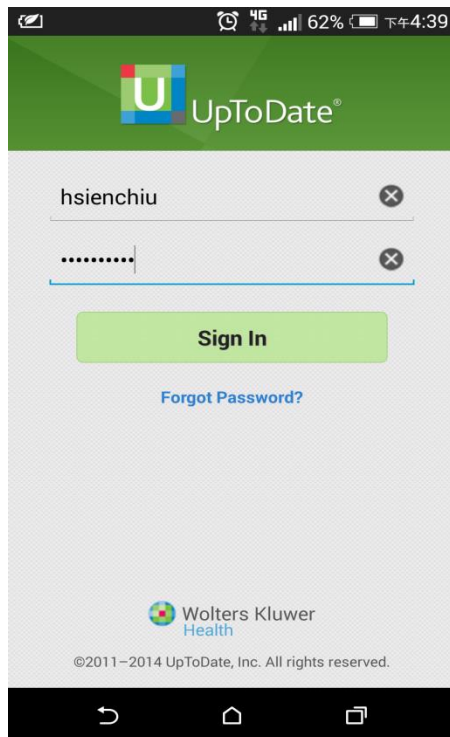 4G 62% 下午4:39
U UpToDate®
hsienchiu
••••••••••
Sign In
Forgot Password?
Wolters Kluwer
Health
©2011–2014 UpToDate, Inc. All rights reserved.